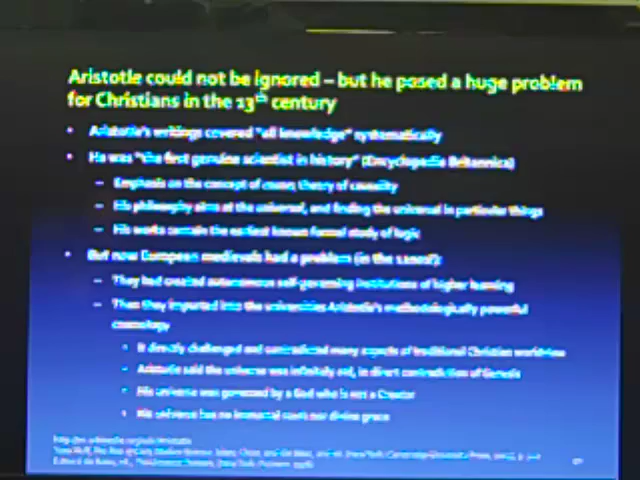 Aristotle could not be ignored – but he posed a huge problem
for Christians in the 13th century
• Aristotle's writings covered "all knowledge" systematically
• He was "the first genuine scientist in history" (Encyclopedia Britannica)
– Emphasis on the concept of cause; theory of causality
– His philosophy aims at the universal, and finding the universal in particular things
– His works contain the earliest known formal study of logic
• But now European medievals had a problem (in the 1200s):
– They had created autonomous self-governing institutions of higher learning
– Then they imported into the universities Aristotle's methodologically powerful
cosmology
• It directly challenged and contradicted many aspects of traditional Christian worldview
• Aristotle said the universe was infinitely old, in direct contradiction of Genesis
• His universe was governed by a God who is not a Creator
• His universe has no immortal souls nor divine grace